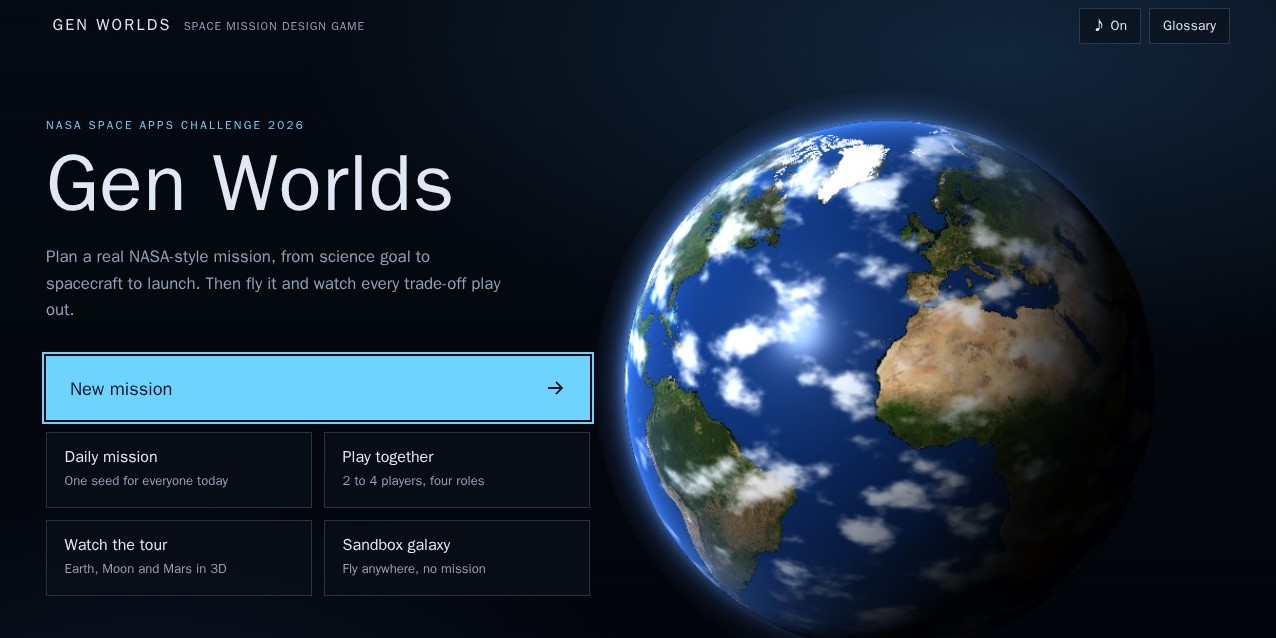 GEN WORLDS SPACE MISSION DESIGN GAME
♪ On
Glossary
NASA SPACE APPS CHALLENGE 2026
Gen Worlds
Plan a real NASA-style mission, from science goal to
spacecraft to launch. Then fly it and watch every trade-off play
out.
New mission →
Daily mission
One seed for everyone today
Play together
2 to 4 players, four roles
Watch the tour
Earth, Moon and Mars in 3D
Sandbox galaxy
Fly anywhere, no mission